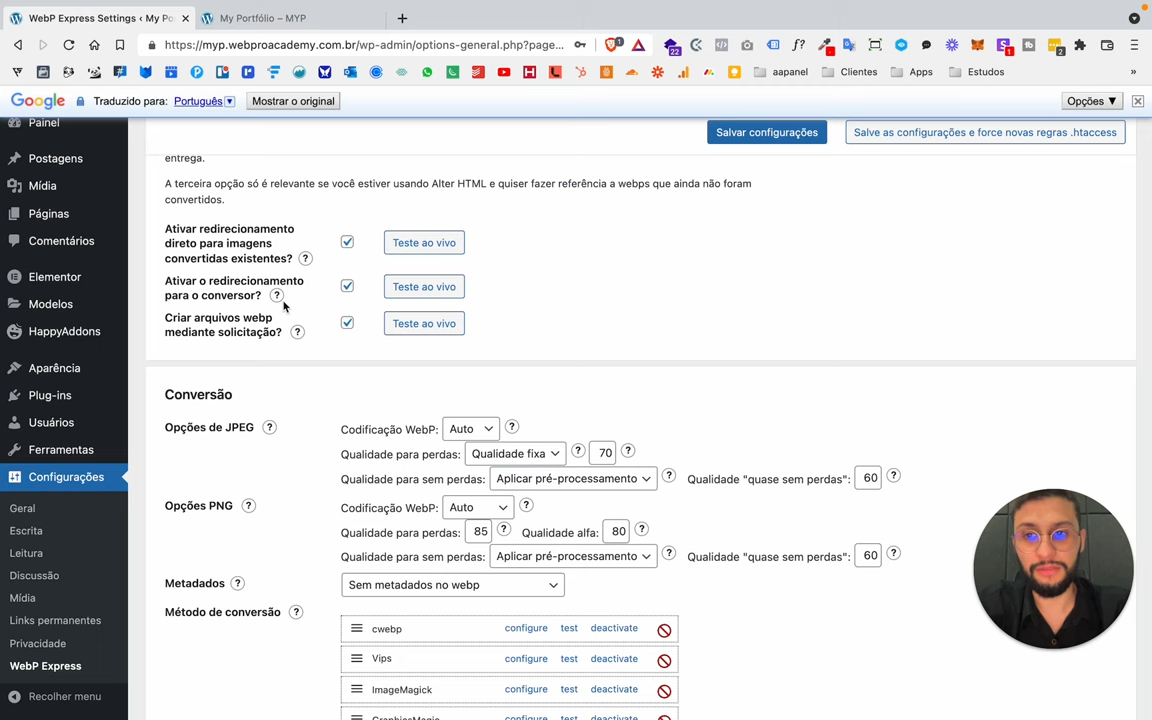 WebP Express Settings ‹ My Po
My Portfólio – MYP
https://myp.webproacademy.com.br/wp-admin/options-general.php?page...
aapanel
Clientes
Apps
Estudos
Google
Traduzido para: Português
Mostrar o original
Opções ▼
Painel
Postagens
Mídia
Páginas
Comentários
Elementor
Modelos
HappyAddons
Aparência
Plug-ins
Usuários
Ferramentas
Configurações
Geral
Escrita
Leitura
Discussão
Mídia
Links permanentes
Privacidade
WebP Express
Recolher menu
Salvar configurações
Salve as configurações e force novas regras .htaccess
entrega.
A terceira opção só é relevante se você estiver usando Alter HTML e quiser fazer referência a webps que ainda não foram
convertidos.
Ativar redirecionamento
direto para imagens
convertidas existentes? ?
Teste ao vivo
Ativar o redirecionamento
para o conversor? ?
Teste ao vivo
Criar arquivos webp
mediante solicitação? ?
Teste ao vivo
Conversão
Opções de JPEG ?
Codificação WebP: Auto ?
Qualidade para perdas: Qualidade fixa ? 70 ?
Qualidade para sem perdas: Aplicar pré-processamento ? Qualidade "quase sem perdas": 60 ?
Opções PNG ?
Codificação WebP: Auto ?
Qualidade para perdas: 85 ? Qualidade alfa: 80 ?
Qualidade para sem perdas: Aplicar pré-processamento ? Qualidade "quase sem perdas": 60 ?
Metadados ?
Sem metadados no webp
Método de conversão ?
cwebp configure test deactivate
Vips configure test deactivate
ImageMagick configure test deactivate
GraphicsMagic configure test deactivate